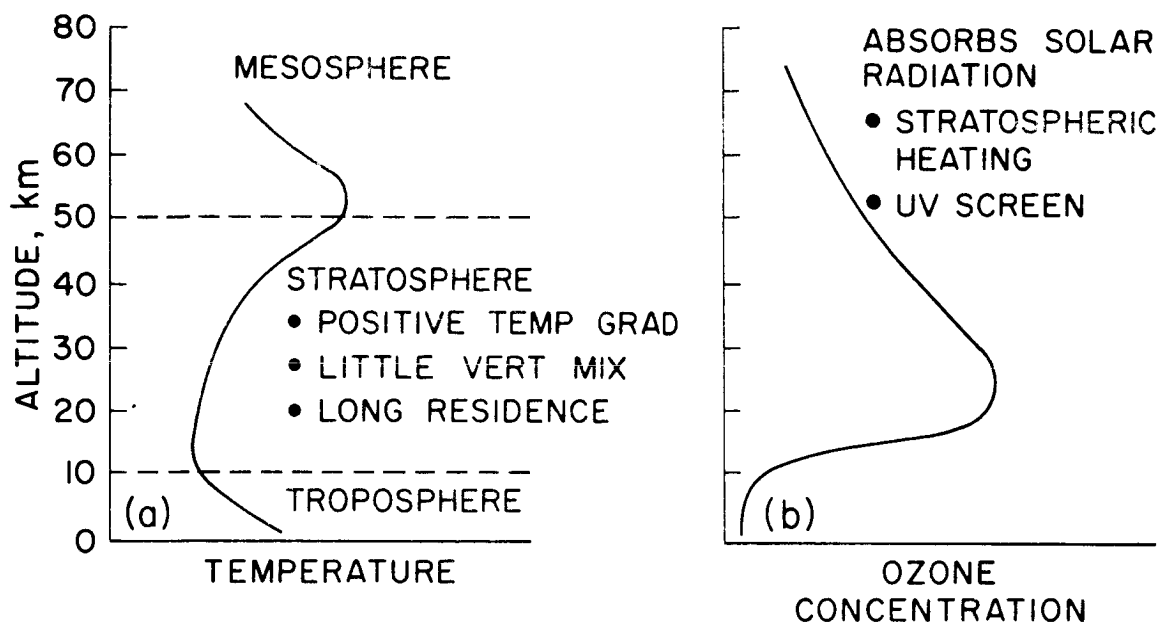 80
70
60
50
40
30
20
10
0
ALTITUDE, km
MESOSPHERE
STRATOSPHERE
● POSITIVE TEMP GRAD
● LITTLE VERT MIX
● LONG RESIDENCE
TROPOSPHERE
(a)
TEMPERATURE
ABSORBS SOLAR
RADIATION
● STRATOSPHERIC
HEATING
● UV SCREEN
(b)
OZONE
CONCENTRATION